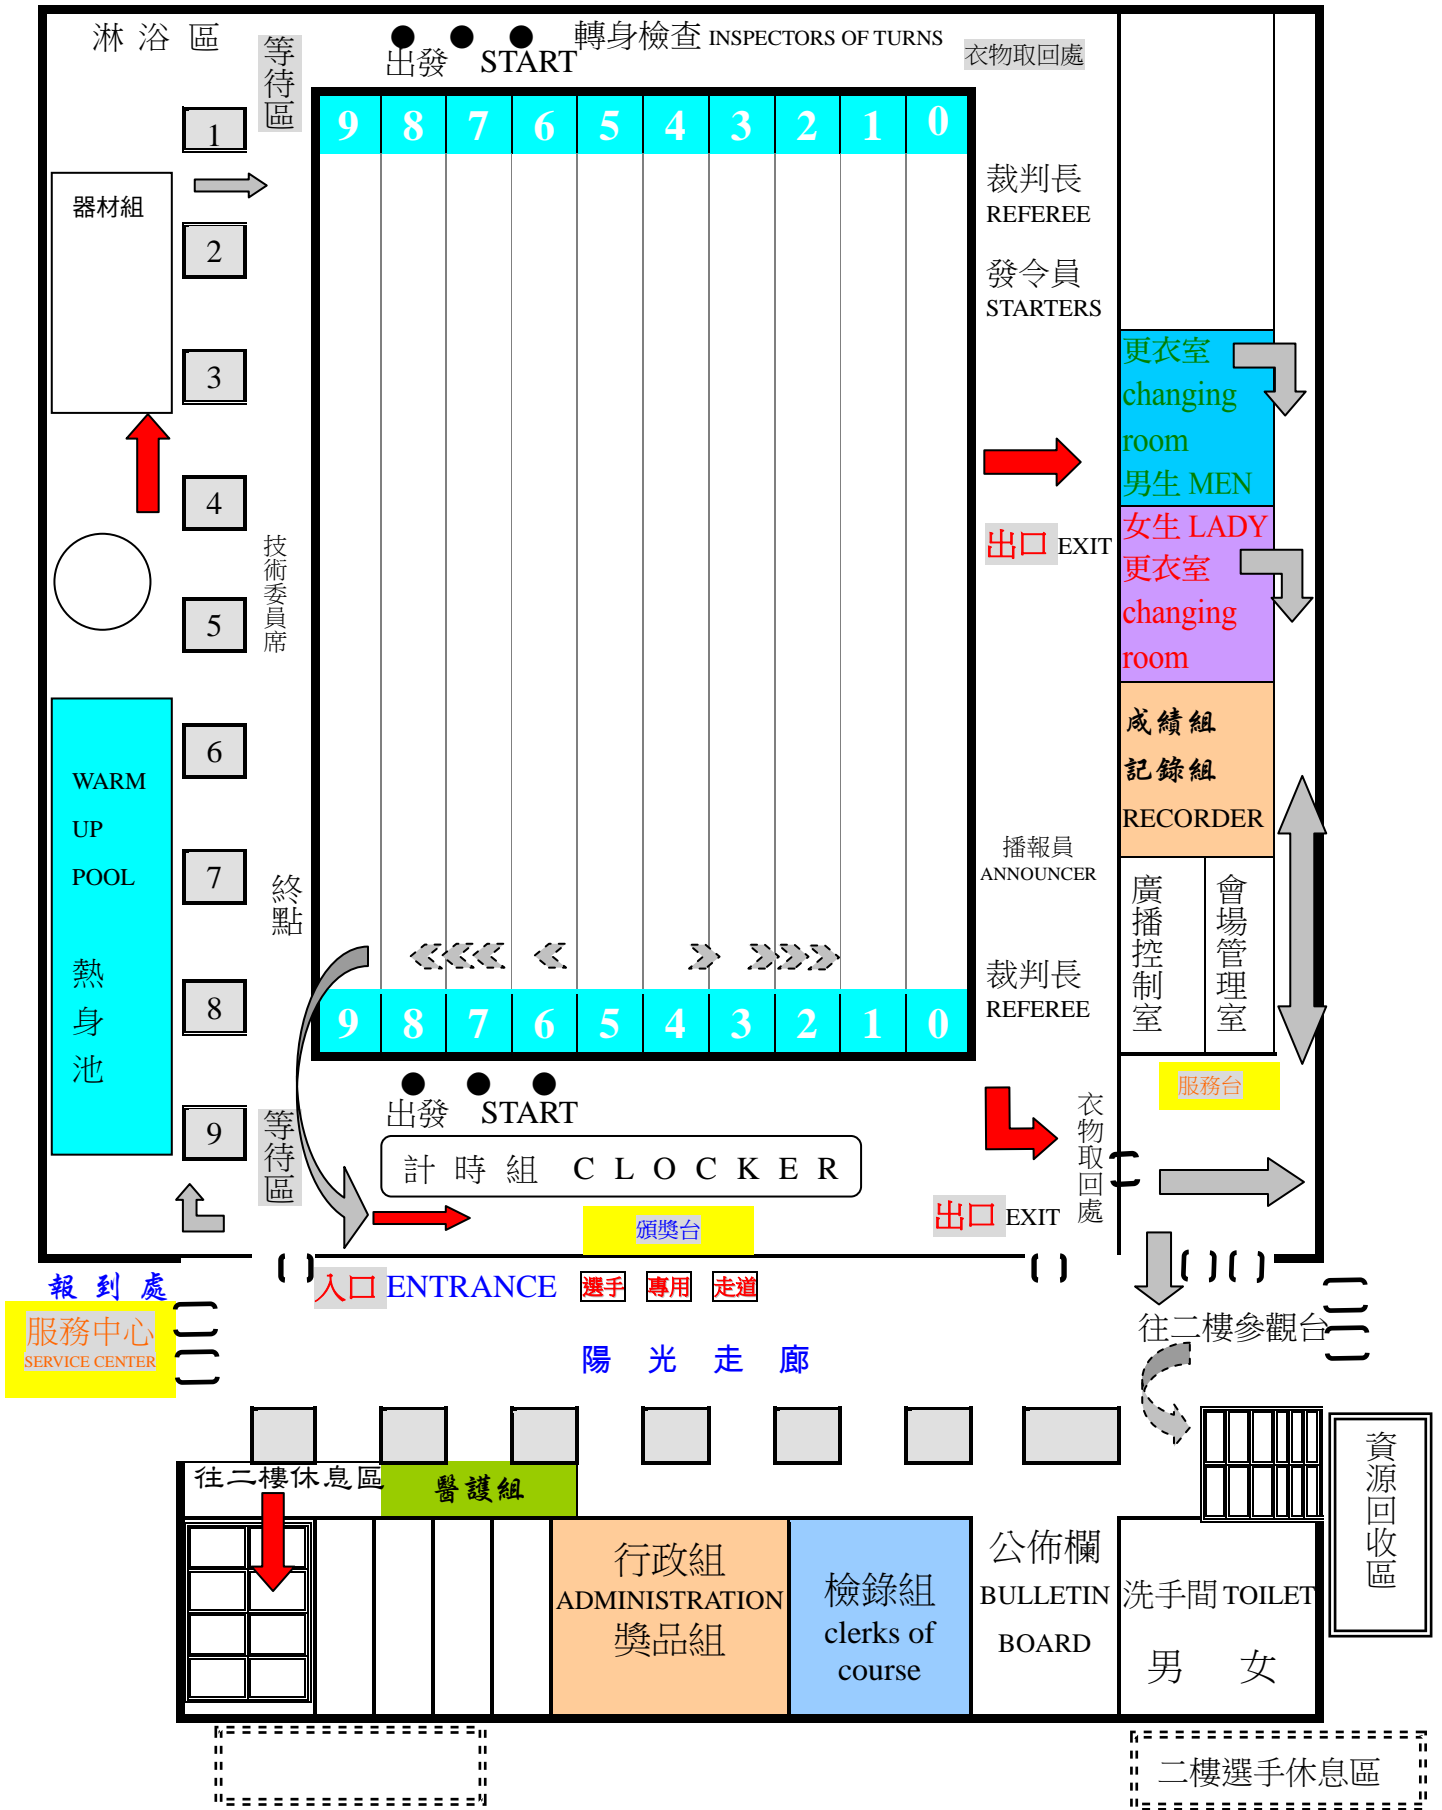 淋 浴 區
等待區
出發 START
轉身檢查 INSPECTORS OF TURNS
衣物取回處
9 8 7 6 5 4 3 2 1 0
1
器材組
2
3
4
5
6
7
8
9
技術委員席
終點
等待區
WARM
UP
POOL
熱
身
池
裁判長
REFEREE
發令員
STARTERS
更衣室
changing
room
男生 MEN
出口 EXIT
女生 LADY
更衣室
changing
room
成績組
記錄組
RECORDER
播報員
ANNOUNCER
廣播控制室
會場管理室
裁判長
REFEREE
9 8 7 6 5 4 3 2 1 0
服務台
出發 START
計 時 組 C L O C K E R
衣物取回處
頒獎台
出口 EXIT
報 到 處
入口 ENTRANCE 選手 專用 走道
服務中心
SERVICE CENTER
往二樓參觀台
陽 光 走 廊
往二樓休息區
醫護組
資源回收區
行政組
ADMINISTRATION
獎品組
檢錄組
clerks of
course
公佈欄
BULLETIN
BOARD
洗手間 TOILET
男 女
二樓選手休息區